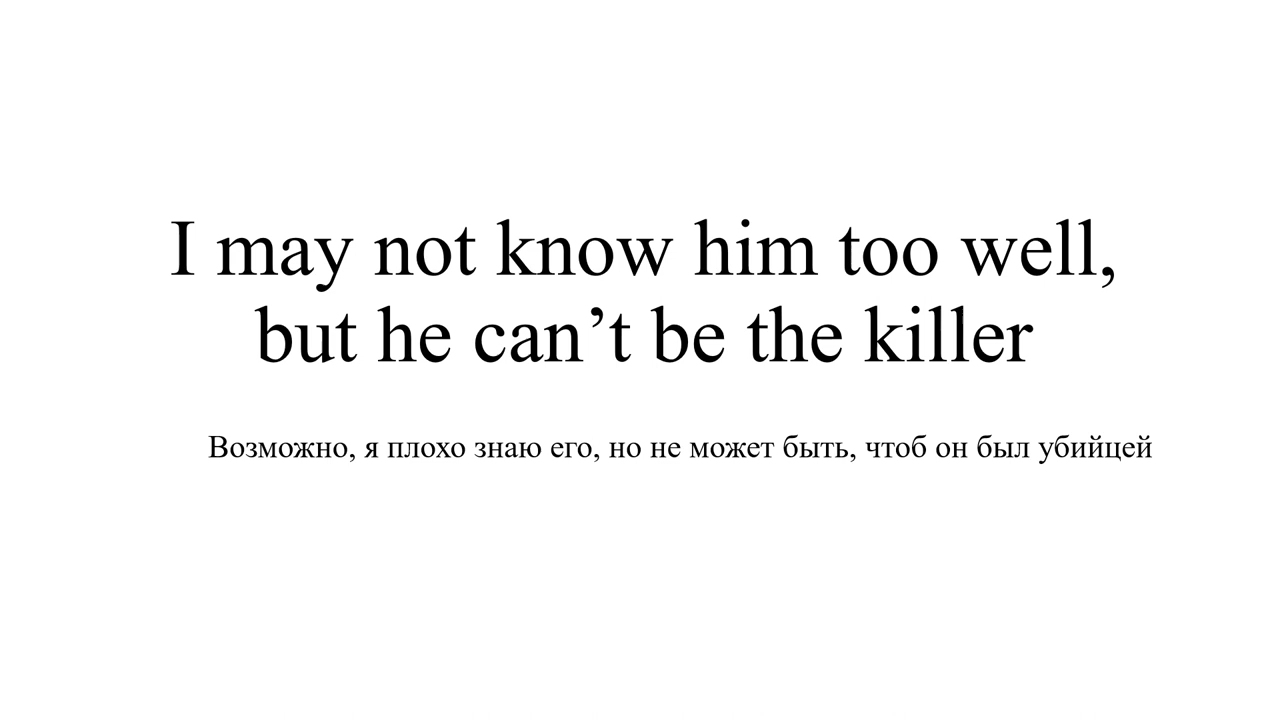 I may not know him too well,
but he can’t be the killer
Возможно, я плохо знаю его, но не может быть, чтоб он был убийцей